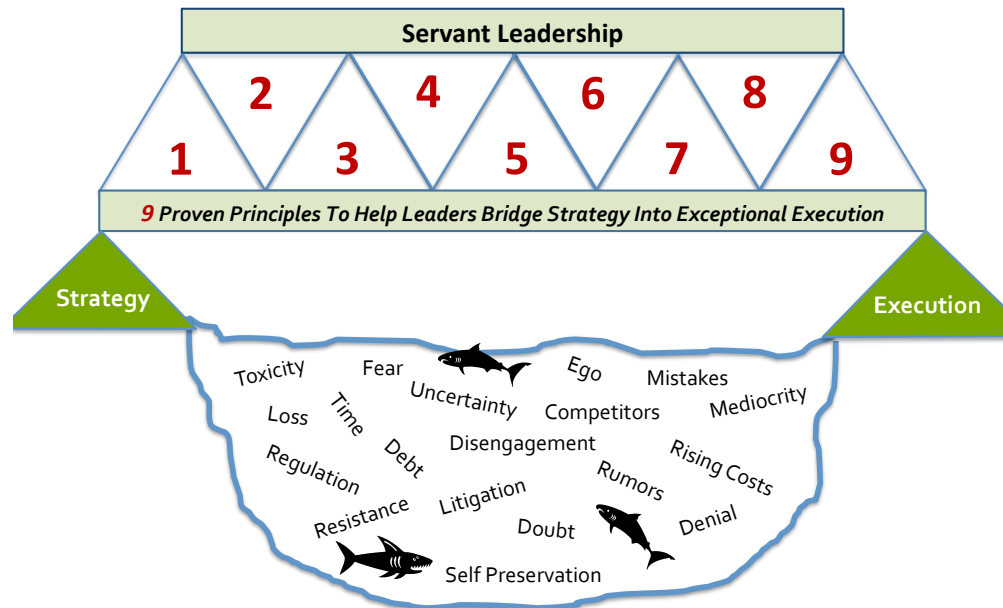 Servant Leadership
2 4 6 8
1 3 5 7 9
9 Proven Principles To Help Leaders Bridge Strategy Into Exceptional Execution
Strategy
Execution
Toxicity
Fear
Ego
Mistakes
Uncertainty
Mediocrity
Loss
Time
Competitors
Disengagement
Regulation
Debt
Rising Costs
Rumors
Litigation
Resistance
Doubt
Denial
Self Preservation